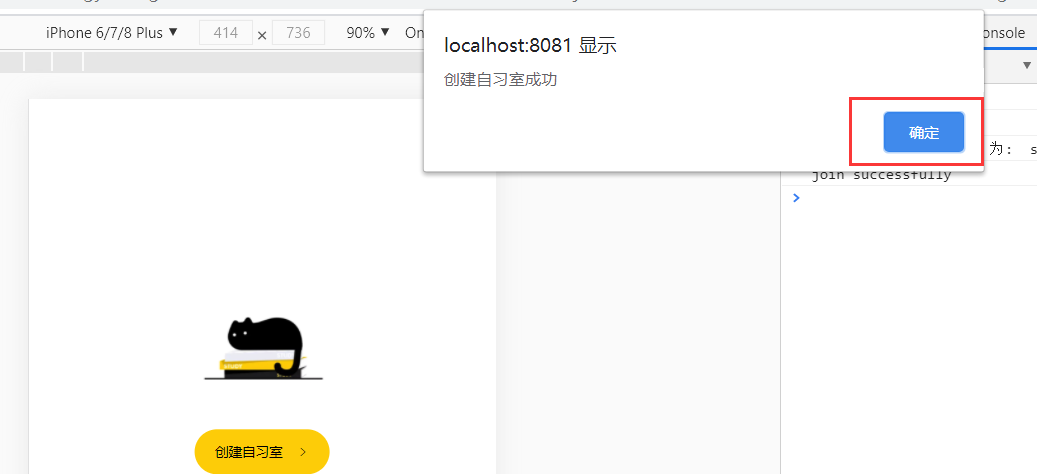 iPhone 6/7/8 Plus ▼ 414 × 736 90% ▼ On
onsole
localhost:8081 显示
创建自习室成功
确定
为： s
join successfully
创建自习室 >